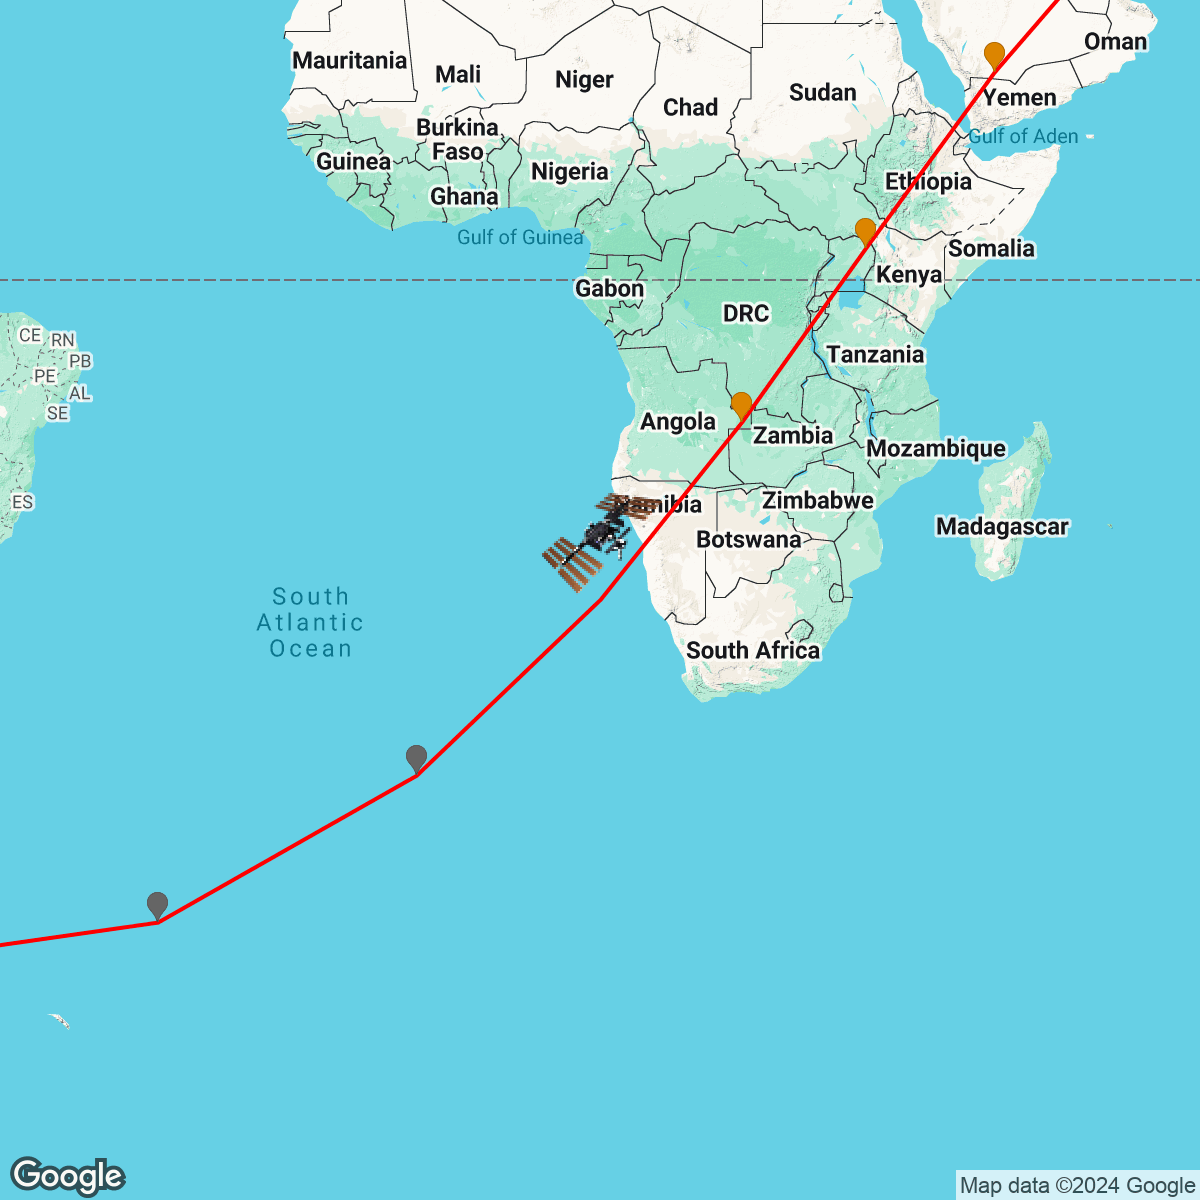 Oman
Mauritania
Mali
Niger
Sudan
Yemen
Chad
Burkina
Faso
Gulf of Aden
Guinea
Nigeria
Ethiopia
Ghana
Gulf of Guinea
Somalia
Kenya
Gabon
DRC
CE
RN
Tanzania
PB
PE
AL
SE
Angola
Zambia
Mozambique
ES
Namibia
Zimbabwe
Madagascar
Botswana
South
Atlantic
Ocean
South Africa
Google
Map data ©2024 Google